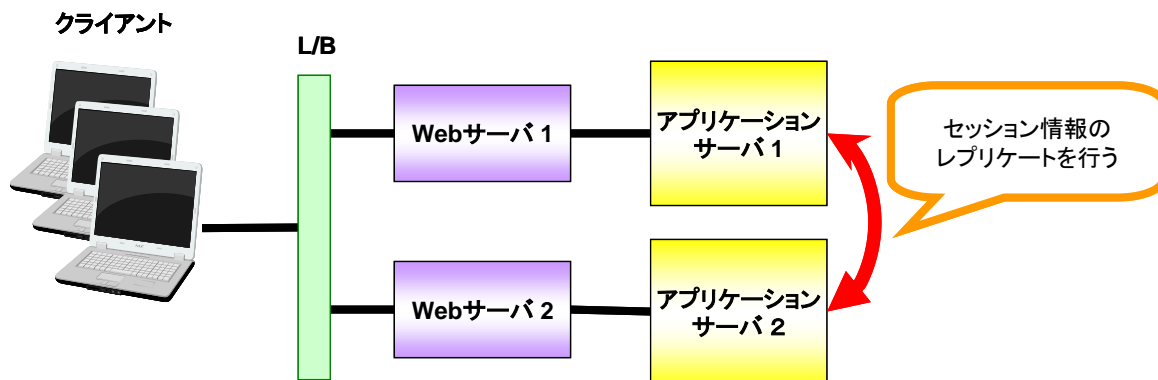 クライアント
L/B
Webサーバ 1
アプリケーション
サーバ 1
セッション情報の
レプリケートを行う
Webサーバ 2
アプリケーション
サーバ 2